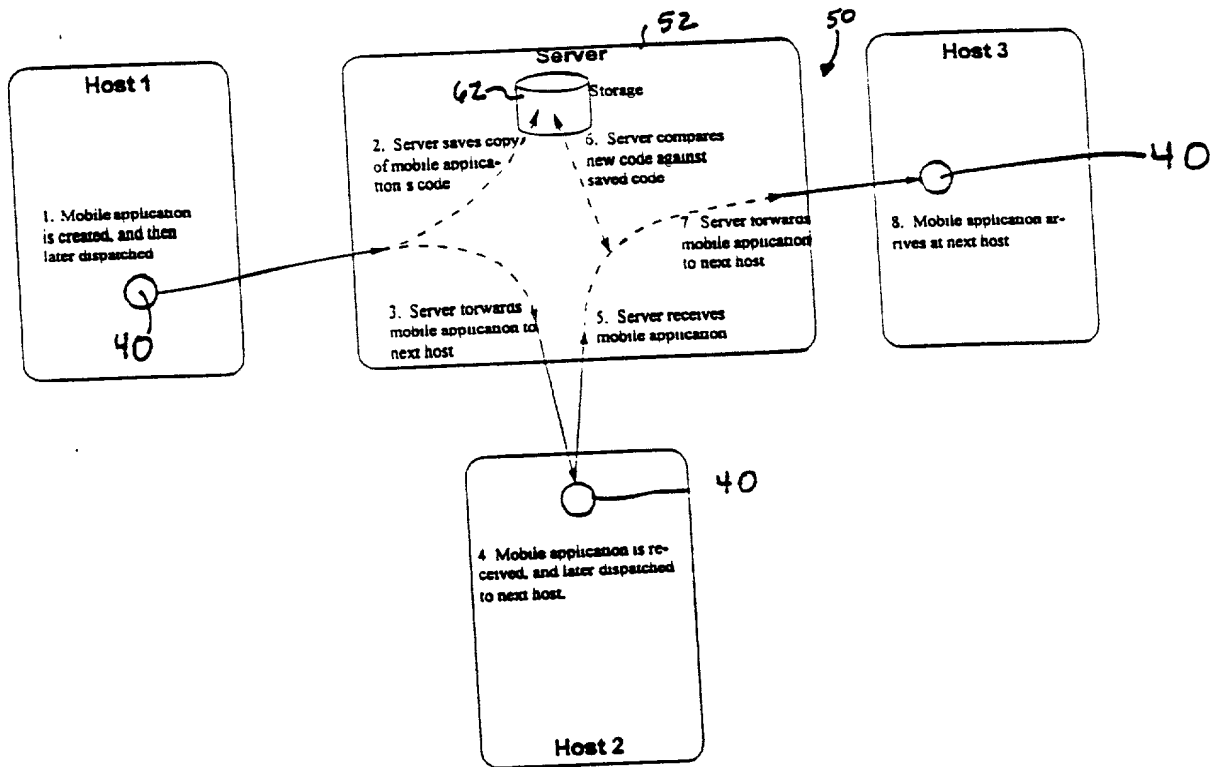 52
50
Host 1
Server
Host 3
62
Storage
2. Server saves copy
of mobile applica-
tion s code
6. Server compares
new code against
saved code
40
1. Mobile application
is created, and then
later dispatched
7 Server forwards
mobile application
to next host
8. Mobile application ar-
rives at next host
3. Server forwards
mobile application to
next host
5. Server receives
mobile application
40
40
4 Mobile application is re-
ceived, and later dispatched
to next host.
Host 2